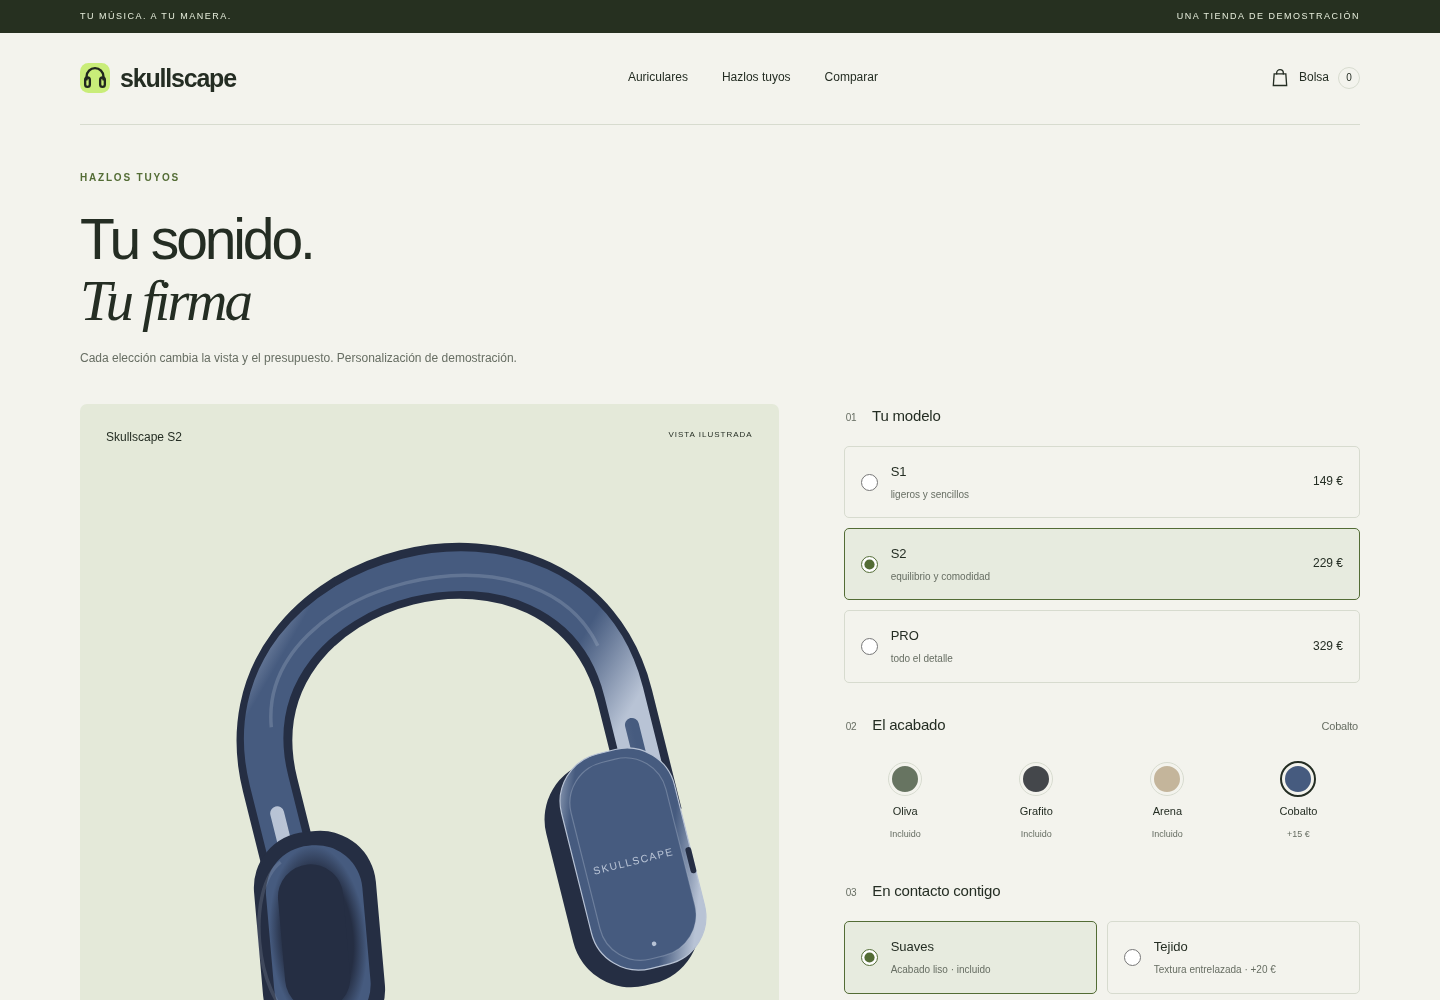 TU MÚSICA. A TU MANERA.
UNA TIENDA DE DEMOSTRACIÓN
skullscape
Auriculares
Hazlos tuyos
Comparar
Bolsa 0
HAZLOS TUYOS
Tu sonido.
Tu firma
Cada elección cambia la vista y el presupuesto. Personalización de demostración.
Skullscape S2
VISTA ILUSTRADA
SKULLSCAPE
01 Tu modelo
S1
ligeros y sencillos
149 €
S2
equilibrio y comodidad
229 €
PRO
todo el detalle
329 €
02 El acabado
Cobalto
Oliva
Incluido
Grafito
Incluido
Arena
Incluido
Cobalto
+15 €
03 En contacto contigo
Suaves
Acabado liso · incluido
Tejido
Textura entrelazada · +20 €